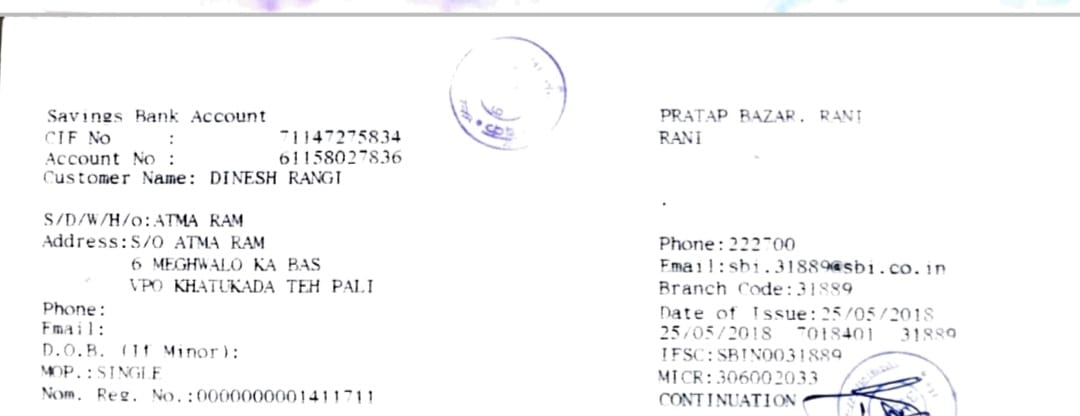 Savings Bank Account
CIF No : 71147275834
Account No : 61158027836
Customer Name: DINESH RANGI
S/D/W/H/o:ATMA RAM
Address:S/O ATMA RAM
6 MEGHWALO KA BAS
VPO KHATUKADA TEH PALI
Phone:
Email:
D.O.B. (If Minor):
MOP.:SINGLE
Nom. Reg. No.:0000000001411711
PRATAP BAZAR. RANI
RANI
.
Phone:222700
Email:sbi.31889@sbi.co.in
Branch Code:31889
Date of Issue:25/05/2018
25/05/2018 7018401 31889
IFSC:SBIN0031889
MICR:306002033
CONTINUATION